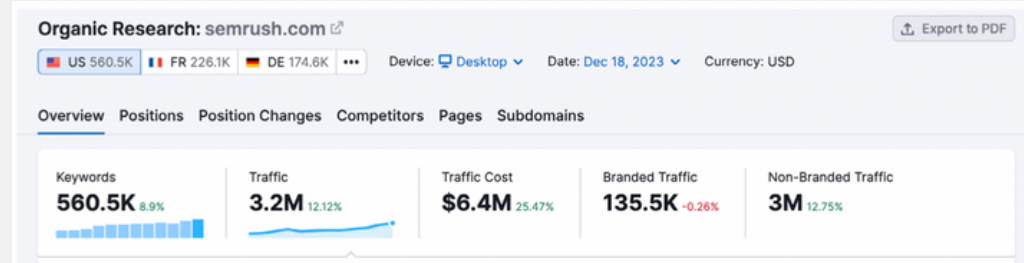 Organic Research: semrush.com
Export to PDF
US 560.5K FR 226.1K DE 174.6K ••• Device: Desktop Date: Dec 18, 2023 Currency: USD
Overview Positions Position Changes Competitors Pages Subdomains
Keywords Traffic Traffic Cost Branded Traffic Non-Branded Traffic
560.5K 8.9% 3.2M 12.12% $6.4M 25.47% 135.5K -0.26% 3M 12.75%